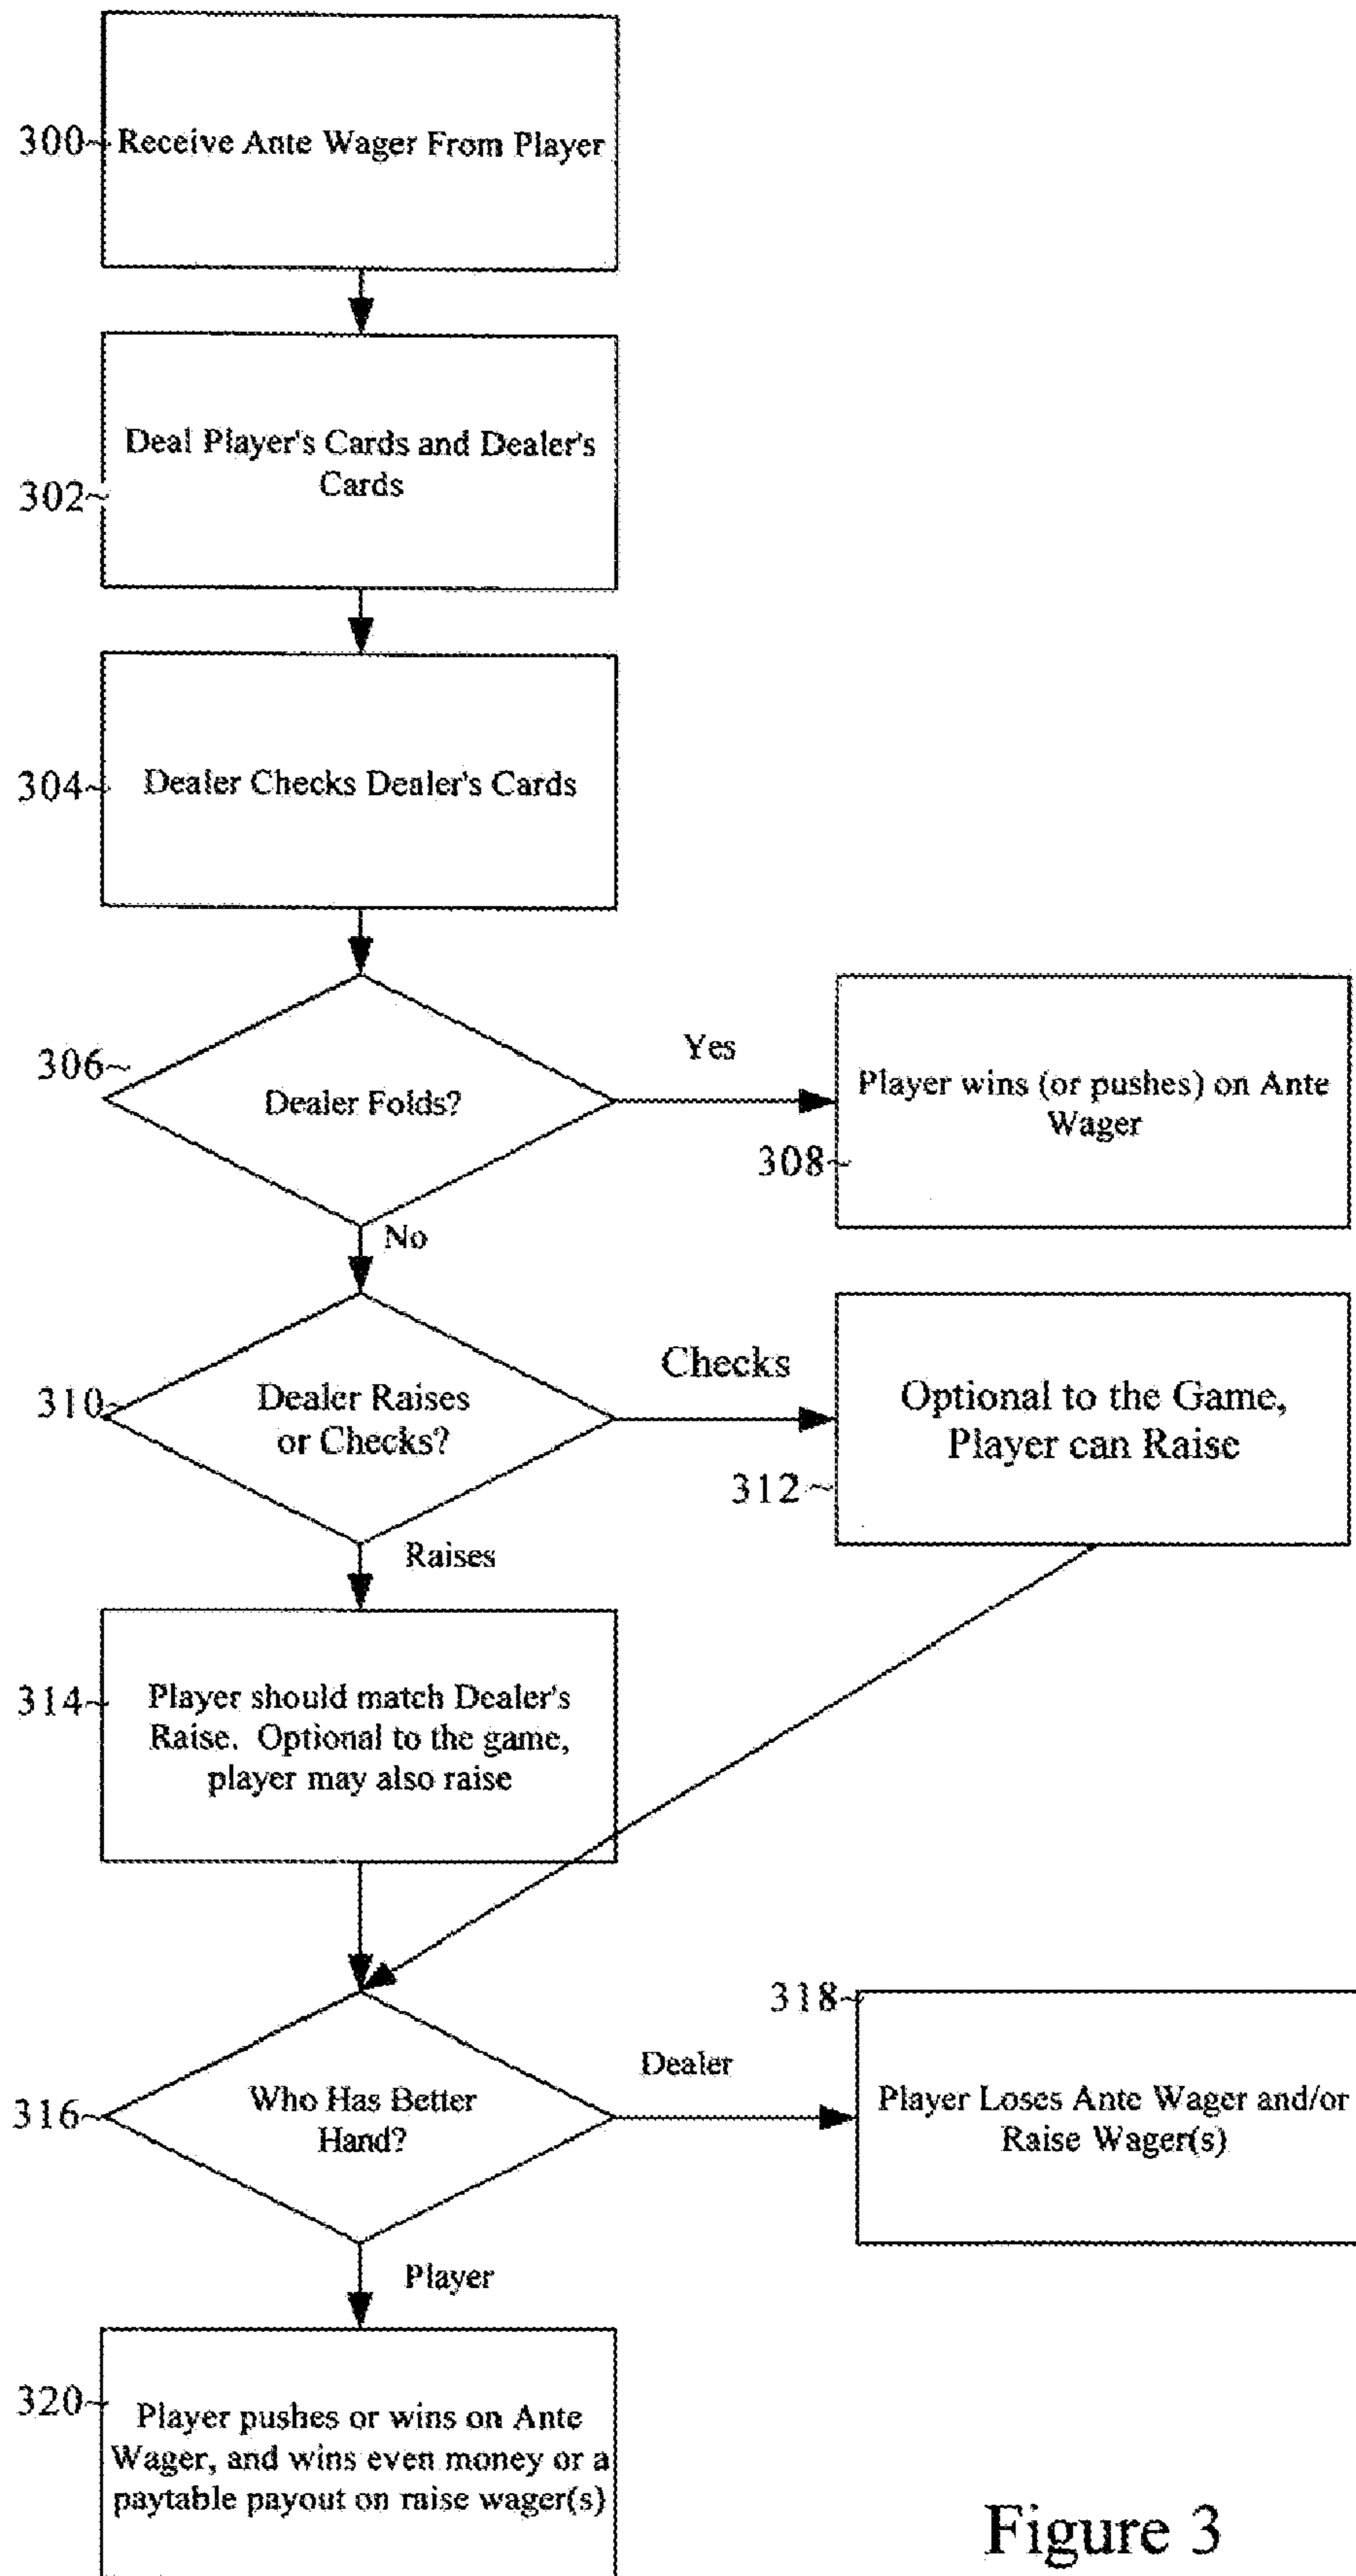 300
Receive Ante Wager From Player
302
Deal Player's Cards and Dealer's
Cards
304
Dealer Checks Dealer's Cards
306
Dealer Folds?
Yes
Player wins (or pushes) on Ante
Wager
308
No
310
Dealer Raises
or Checks?
Checks
Optional to the Game,
Player can Raise
312
Raises
314
Player should match Dealer's
Raise. Optional to the game,
player may also raise
316
Who Has Better
Hand?
Dealer
318
Player Loses Ante Wager and/or
Raise Wager(s)
Player
320
Player pushes or wins on Ante
Wager, and wins even money or a
paytable payout on raise wager(s)
Figure 3